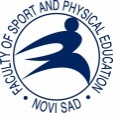 FACULTY OF SPORT AND PHYSICAL EDUCATION
• NOVI SAD •